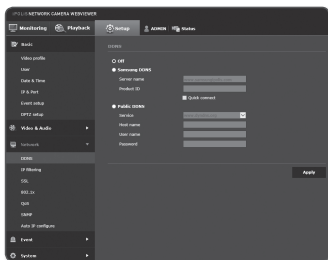 iPOLiS NETWORK CAMERA WEBVIEWER
Monitoring
Playback
Setup
ADMIN
Status
Basic
Video profile
User
Date & Time
IP & Port
Event setup
DPTZ setup
Video & Audio
Network
DDNS
IP filtering
SSL
802.1x
QoS
SNMP
Auto IP configure
Event
System
DDNS
Off
Samsung DDNS
Server name
Product ID
Quick connect
Public DDNS
Service
Host name
User name
Password
Apply